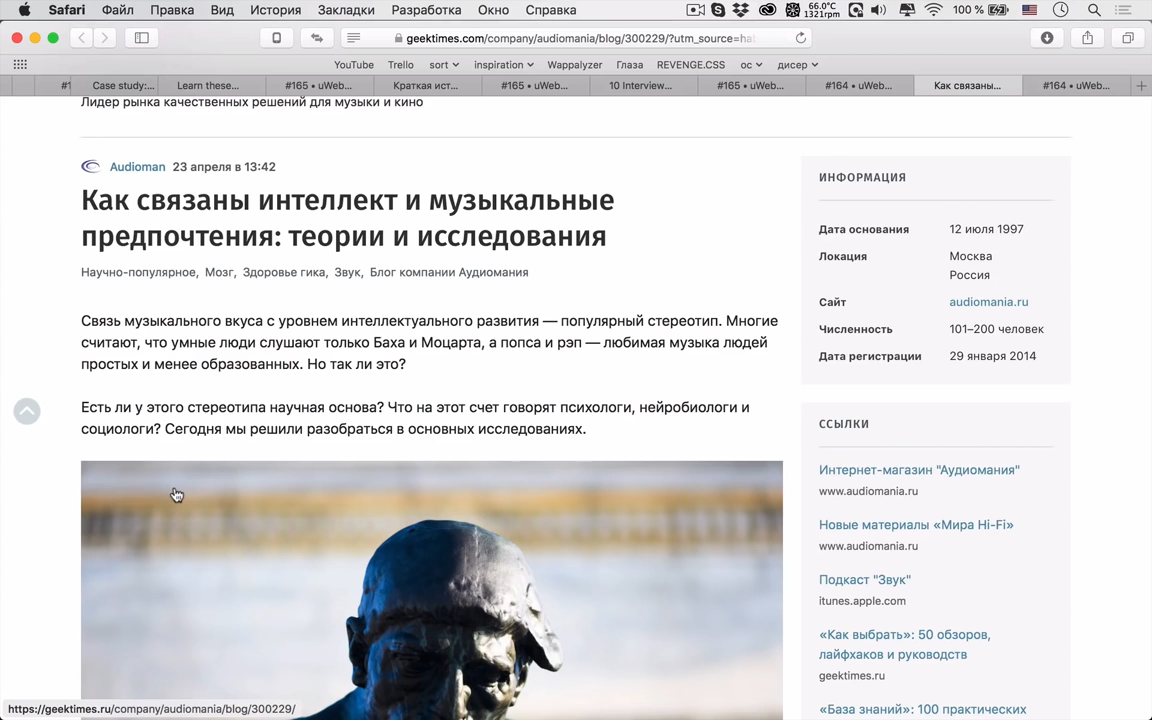 Safari Файл Правка Вид История Закладки Разработка Окно Справка 66.0°C 1321rpm 100 %
geektimes.com/company/audiomania/blog/300229/?utm_source=hab
YouTube Trello sort inspiration Wappalyzer Глаза REVENGE.CSS ос дисер
#1 Case study:... Learn these... #165 • uWeb... Краткая ист... #165 • uWeb... 10 Interview... #165 • uWeb... #164 • uWeb... Как связаны... #164 • uWeb...
Лидер рынка качественных решений для музыки и кино
Audioman 23 апреля в 13:42
Как связаны интеллект и музыкальные
предпочтения: теории и исследования
Научно-популярное, Мозг, Здоровье гика, Звук, Блог компании Аудиомания
Связь музыкального вкуса с уровнем интеллектуального развития — популярный стереотип. Многие
считают, что умные люди слушают только Баха и Моцарта, а попса и рэп — любимая музыка людей
простых и менее образованных. Но так ли это?
Есть ли у этого стереотипа научная основа? Что на этот счет говорят психологи, нейробиологи и
социологи? Сегодня мы решили разобраться в основных исследованиях.
ИНФОРМАЦИЯ
Дата основания 12 июля 1997
Локация Москва
Россия
Сайт audiomania.ru
Численность 101–200 человек
Дата регистрации 29 января 2014
ССЫЛКИ
Интернет-магазин "Аудиомания"
www.audiomania.ru
Новые материалы «Мира Hi-Fi»
www.audiomania.ru
Подкаст "Звук"
itunes.apple.com
«Как выбрать»: 50 обзоров,
лайфхаков и руководств
geektimes.ru
«База знаний»: 100 практических
https://geektimes.ru/company/audiomania/blog/300229/